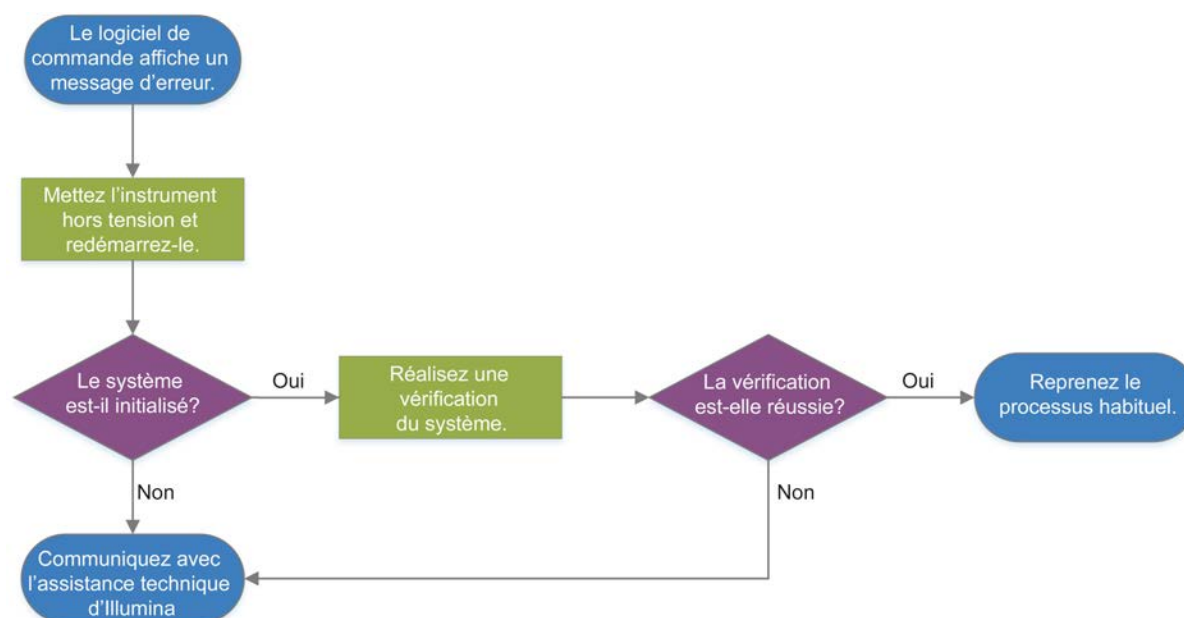 Le logiciel de
commande affiche un
message d'erreur.
Mettez l'instrument
hors tension et
redémarrez-le.
Le système
est-il initialisé?
Oui
Réalisez une
vérification
du système.
La vérification
est-elle réussie?
Oui
Reprenez le
processus habituel.
Non
Non
Communiquez avec
l'assistance technique
d'Illumina